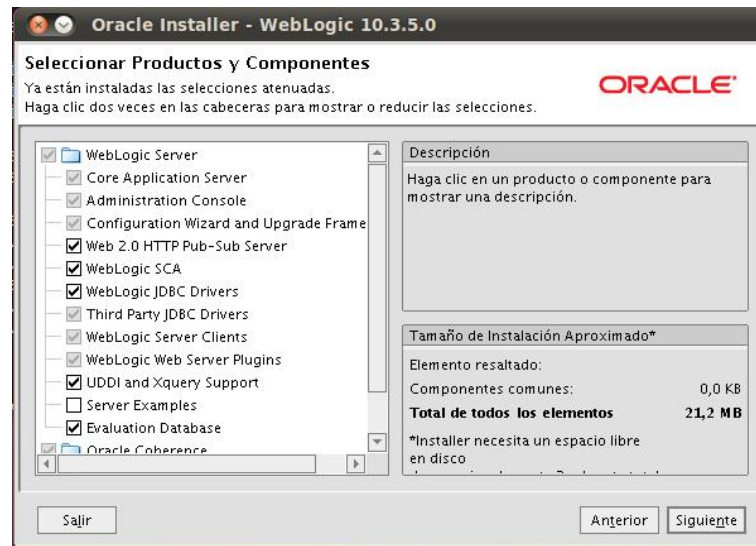 Oracle Installer - WebLogic 10.3.5.0
Seleccionar Productos y Componentes
Ya están instaladas las selecciones atenuadas.
Haga clic dos veces en las cabeceras para mostrar o reducir las selecciones.
ORACLE
WebLogic Server
Core Application Server
Administration Console
Configuration Wizard and Upgrade Frame
Web 2.0 HTTP Pub-Sub Server
WebLogic SCA
WebLogic JDBC Drivers
Third Party JDBC Drivers
WebLogic Server Clients
WebLogic Web Server Plugins
UDDI and Xquery Support
Server Examples
Evaluation Database
Oracle Coherence
Descripción
Haga clic en un producto o componente para
mostrar una descripción.
Tamaño de Instalación Aproximado*
Elemento resaltado:
Componentes comunes: 0,0 KB
Total de todos los elementos 21,2 MB
*Installer necesita un espacio libre
en disco
Salir
Anterior
Siguiente